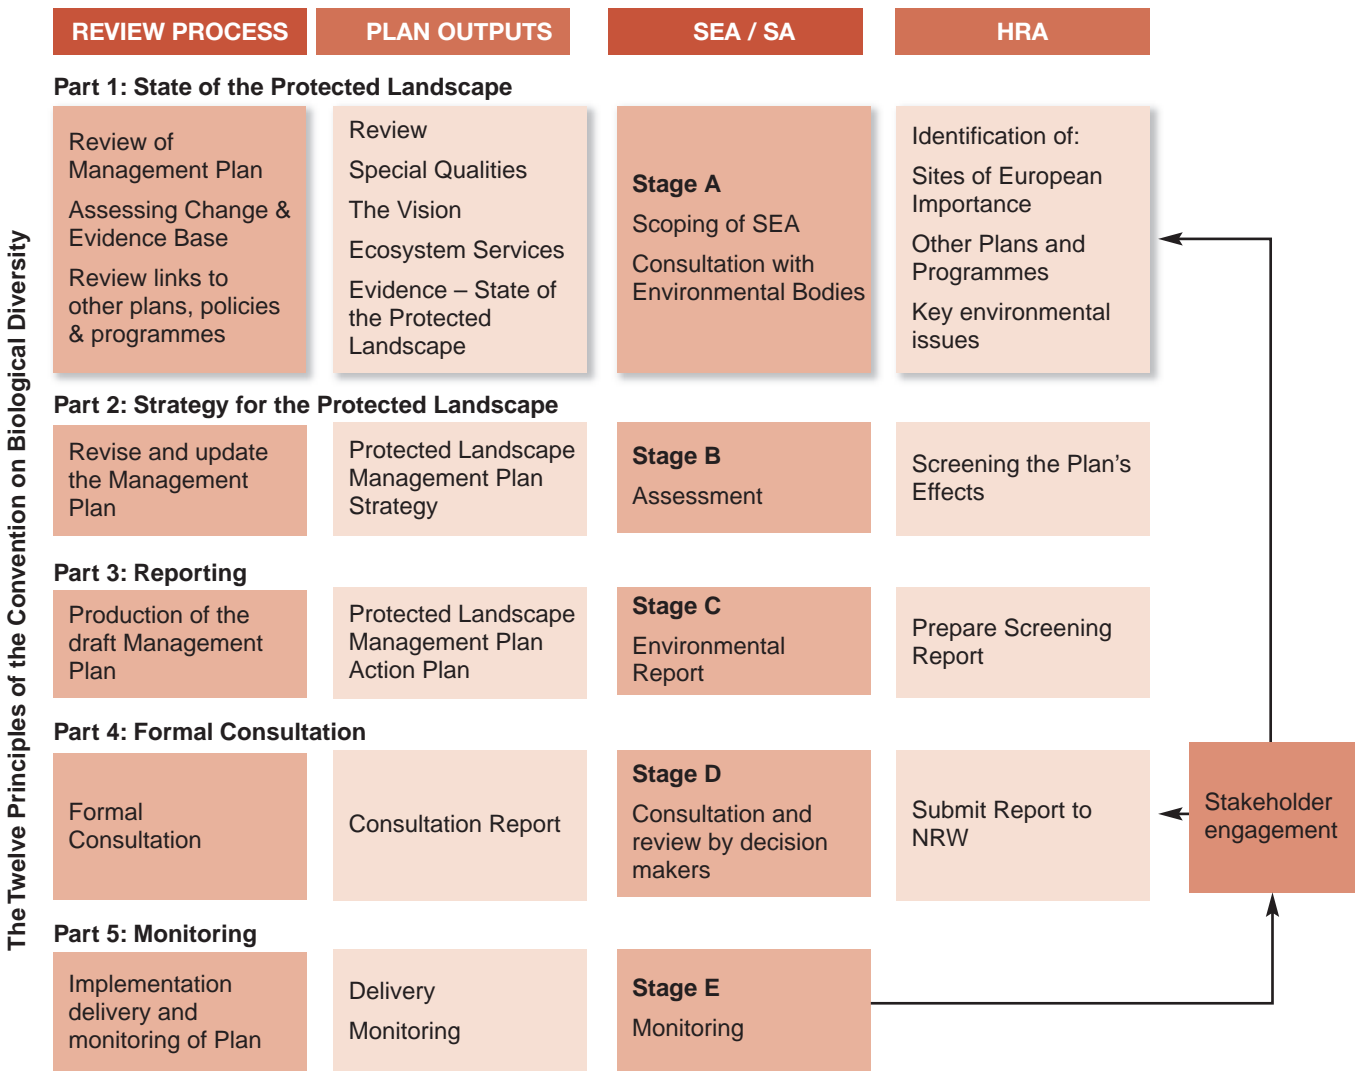 REVIEW PROCESS
PLAN OUTPUTS
SEA / SA
HRA
Part 1: State of the Protected Landscape
Review of
Management Plan
Assessing Change &
Evidence Base
Review links to
other plans, policies
& programmes
Review
Special Qualities
The Vision
Ecosystem Services
Evidence – State of
the Protected
Landscape
Stage A
Scoping of SEA
Consultation with
Environmental Bodies
Identification of:
Sites of European
Importance
Other Plans and
Programmes
Key environmental
issues
Part 2: Strategy for the Protected Landscape
Revise and update
the Management
Plan
Protected Landscape
Management Plan
Strategy
Stage B
Assessment
Screening the Plan's
Effects
Part 3: Reporting
Production of the
draft Management
Plan
Protected Landscape
Management Plan
Action Plan
Stage C
Environmental
Report
Prepare Screening
Report
Part 4: Formal Consultation
Formal
Consultation
Consultation Report
Stage D
Consultation and
review by decision
makers
Submit Report to
NRW
Stakeholder
engagement
Part 5: Monitoring
Implementation
delivery and
monitoring of Plan
Delivery
Monitoring
Stage E
Monitoring
The Twelve Principles of the Convention on Biological Diversity